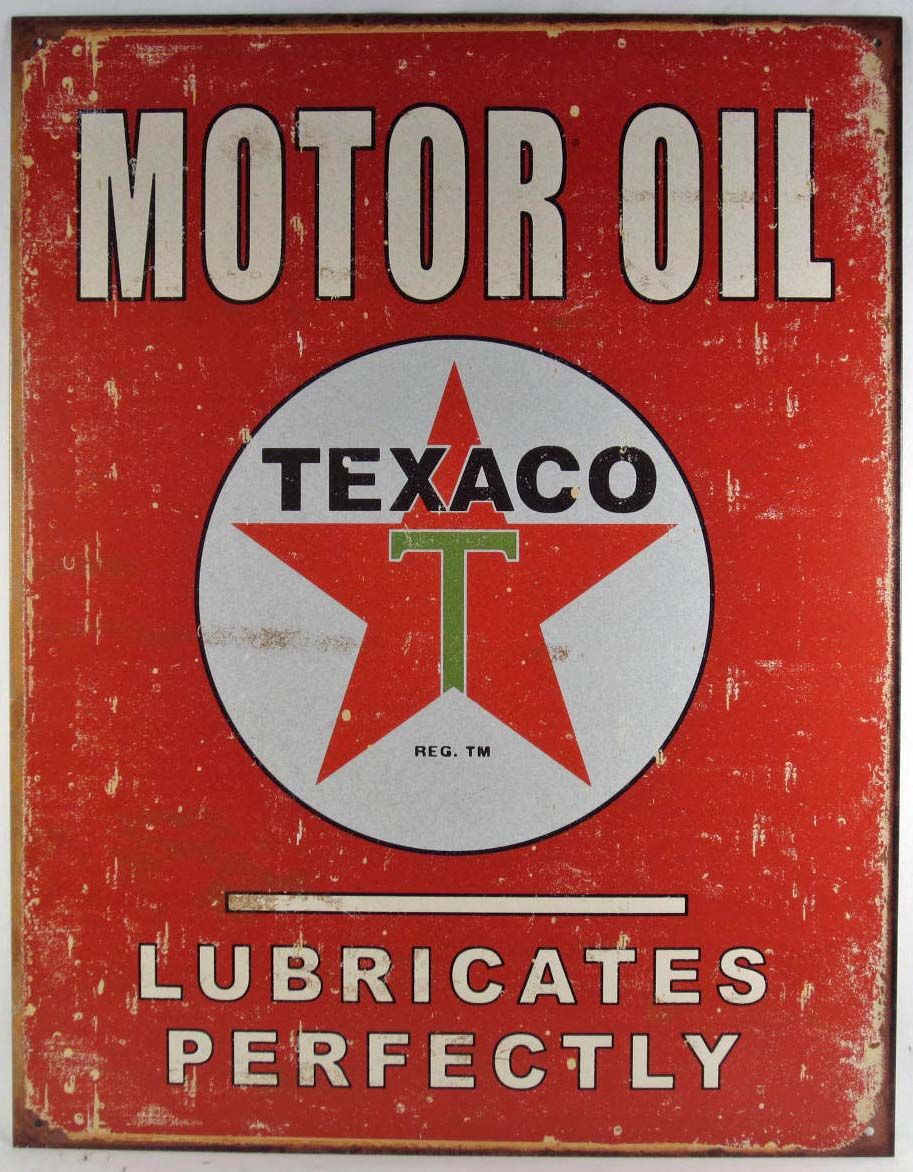 MOTOR OIL
TEXACO
T
REG. TM
LUBRICATES
PERFECTLY